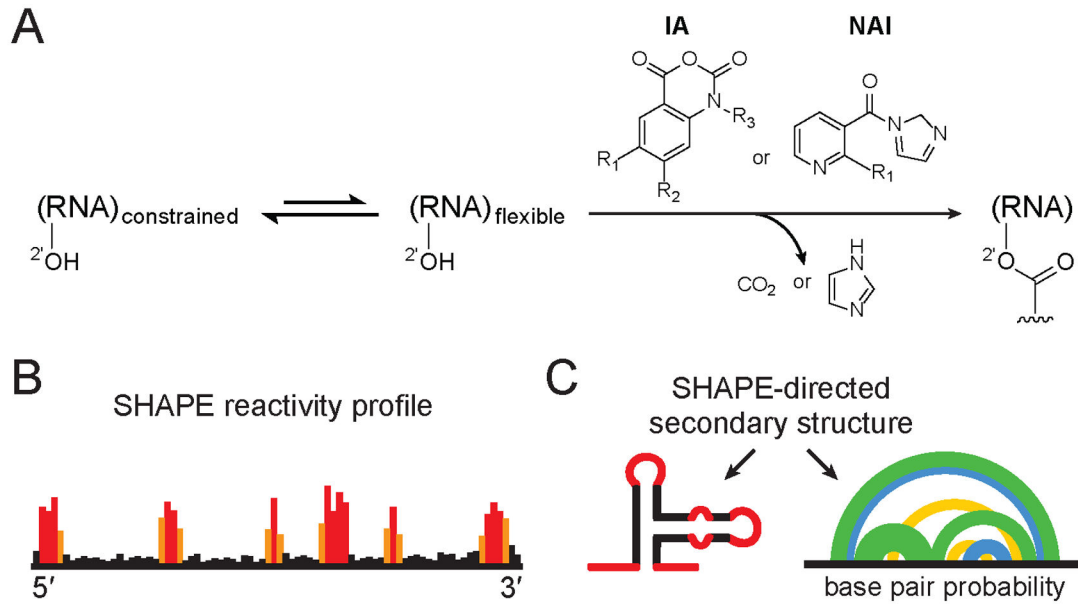 A
IA
NAI
O
O
O
N
R3
R1
R2
or
O
N
N
N
R1
(RNA)constrained
2'OH
(RNA)flexible
2'OH
CO2 or
H
N
N
(RNA)
2'O
O
B
SHAPE reactivity profile
5′
3′
C
SHAPE-directed
secondary structure
base pair probability